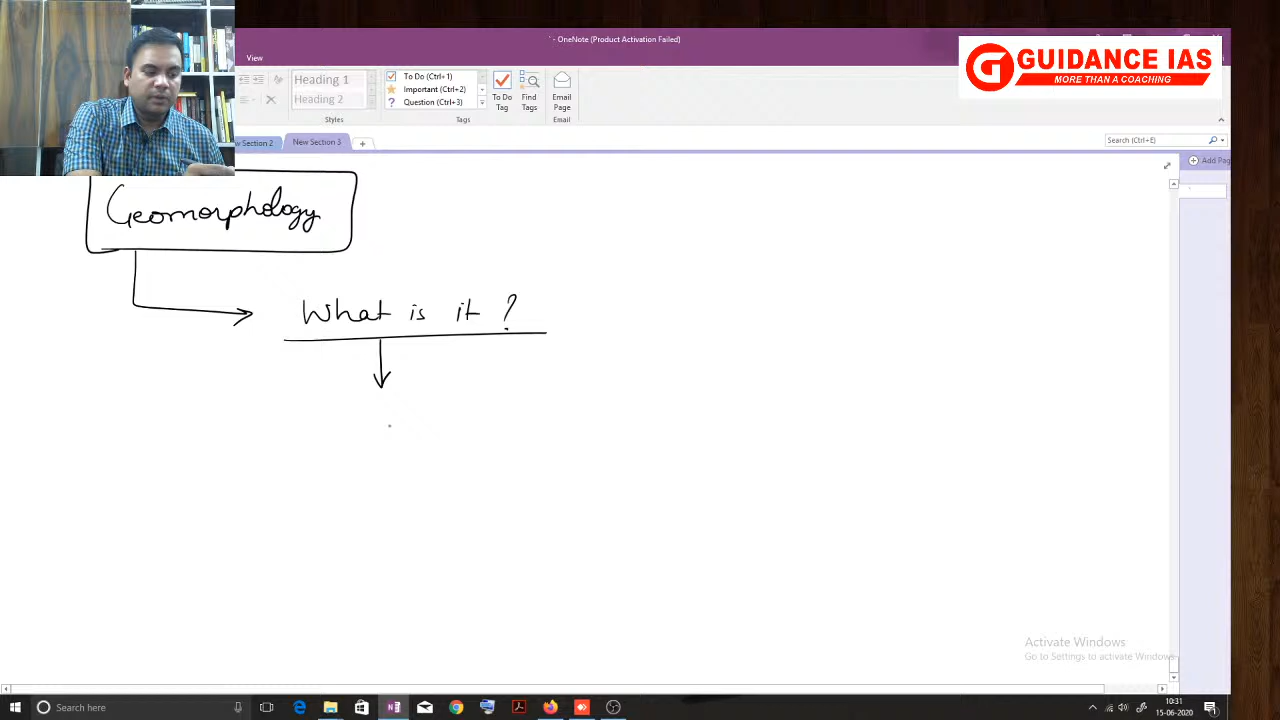 ' - OneNote (Product Activation Failed)
GUIDANCE IAS
MORE THAN A COACHING
View
Heading 1
Heading 2
To Do (Ctrl+1)
Important (Ctrl+2)
Question (Ctrl+3)
To Do Tag
Find Tags
Email Page
Styles
Tags
Email
w Section 2
New Section 3
Search (Ctrl+E)
Add Pag
Geomorphology
What is it ?
Activate Windows
Go to Settings to activate Windows
Search here
10:31
15-06-2020